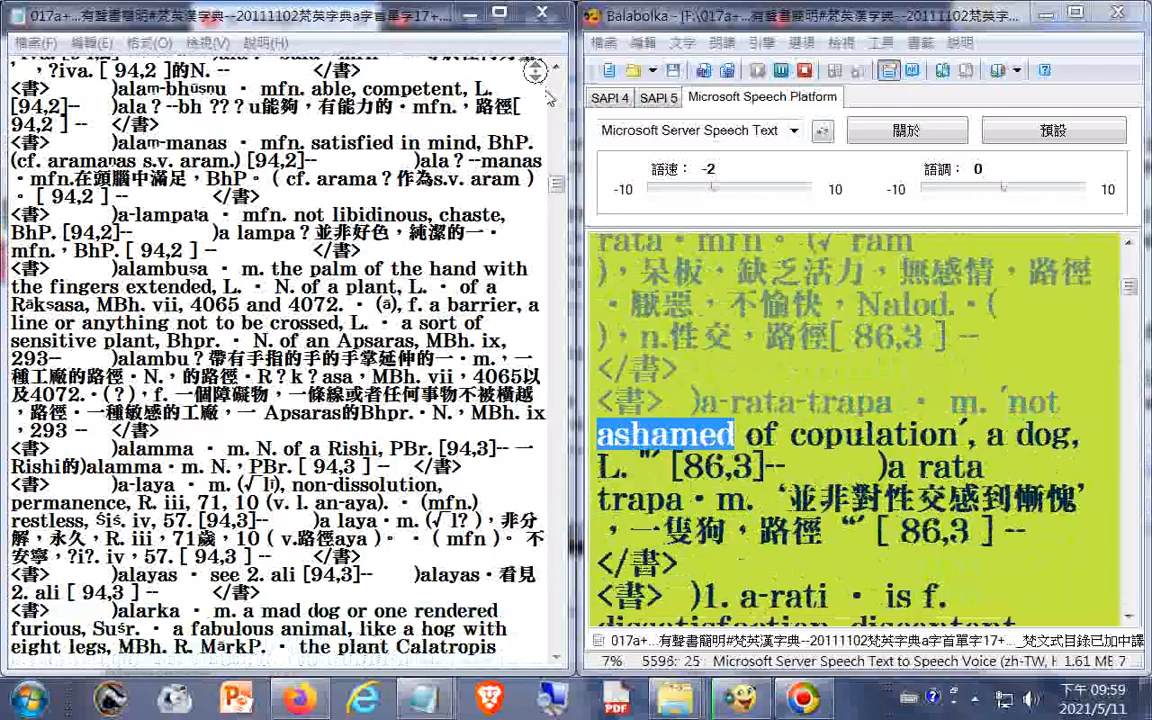 017a+...有聲書簡明#梵英漢字典--20111102梵英字典a字首單字17+...
檔案(F) 編輯(E) 格式(O) 檢視(V) 說明(H)
, ?iva. [ 94,2 ]的N. -- </書>
<書> )alaṃ-bhūṣṇu · mfn. able, competent, L.
[94,2]-- )ala? --bh ???u能夠，有能力的·mfn.，路徑[
94,2 ] -- </書>
<書> )alam-manas · mfn. satisfied in mind, BhP.
(cf. aramaṇas s.v. aram.) [94,2]-- )ala ? --manas
·mfn.在頭腦中滿足，BhP。( cf. arama ? 作為s.v. aram )
。[ 94,2 ] -- </書>
<書> )a-lampaṭa · mfn. not libidinous, chaste,
BhP. [94,2]-- )a lampa ? 並非好色，純潔的一·
mfn.，BhP. [ 94,2 ] -- </書>
<書> )alambuṣa · m. the palm of the hand with
the fingers extended, L. · N. of a plant, L. · of a
Rākṣasa, MBh. vii, 4065 and 4072. · (ā), f. a barrier, a
line or anything not to be crossed, L. · a sort of
sensitive plant, Bhpr. · N. of an Apsaras, MBh. ix,
293-- )alambu ? 帶有手指的手的手掌延伸的一·m.，一
種工廠的路徑·N.，的路徑·R?k?asa，MBh. vii，4065以
及4072.·( ? )，f. 一個障礙物，一條線或者任何事物不被橫越
，路徑·一種敏感的工廠，一 Apsaras的Bhpr.·N.，MBh. ix
，293 -- </書>
<書> )alamma · m. N. of a Rishi, PBr. [94,3]-- 一
Rishi的)alamma·m. N.，PBr. [ 94,3 ] -- </書>
<書> )a-laya · m. (√ lī), non-dissolution,
permanence, R. iii, 71, 10 (v. l. an-aya). · (mfn.)
restless, Śiś. iv, 57. [94,3]-- )a laya·m. (√ l? )，非分
解，永久，R. iii，71歲，10 ( v.路徑aya )。·( mfn )。不
安寧，?i?. iv，57. [ 94,3 ] -- </書>
<書> )alayas · see 2. ali [94,3]-- )alayas·看見
2. ali [ 94,3 ] -- </書>
<書> )alarka · m. a mad dog or one rendered
furious, Suśr. · a fabulous animal, like a hog with
eight legs, MBh. R. MārkP. · the plant Calatropis
Balabolka - [F:\017a+...有聲書簡明#梵英漢字典--20111102梵英字典...
檔案 編輯 文字 朗讀 引擎 選項 檢視 工具 書籤 說明
SAPI 4 SAPI 5 Microsoft Speech Platform
Microsoft Server Speech Text 關於 預設
語速： -2 語調： 0
-10 10 -10 10
rata·mfn。(√ ram
)，呆板，缺乏活力，無感情，路徑
·厭惡，不愉快，Nalod.·(
)，n.性交，路徑[ 86,3 ] --
</書>
<書> )a-rata-trapa · m. ′not
ashamed of copulation′, a dog,
L. "′ [86,3]-- )a rata
trapa·m. ‘並非對性交感到慚愧’
，一隻狗，路徑 “‘ [ 86,3 ] --
</書>
<書> )1. a-rati · is f.
dissatisfaction, discontent
017a+...有聲書簡明#梵英漢字典--20111102梵英字典a字首單字17+..._梵文式目錄已加中譯
7% 5596: 25 Microsoft Server Speech Text to Speech Voice (zh-TW, H 1.61 MB 7
下午 09:59
2021/5/11